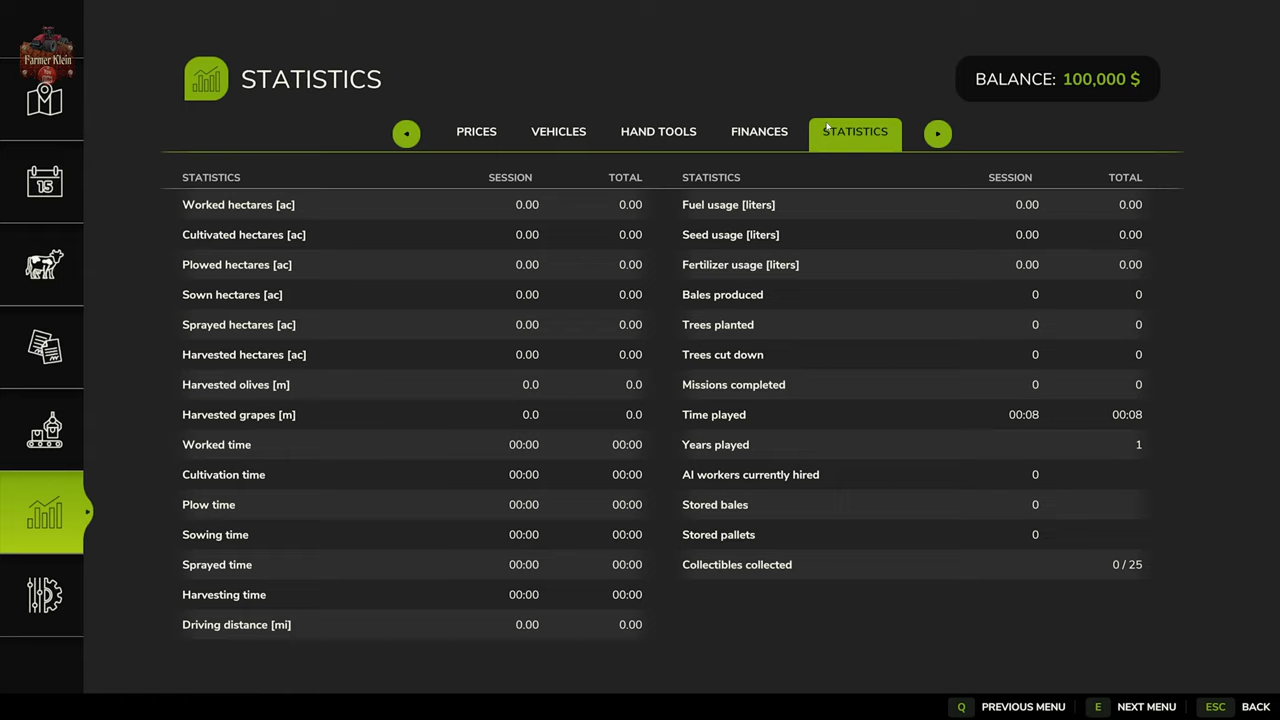 Farmer Klein
15
STATISTICS
BALANCE: 100,000 $
PRICES VEHICLES HAND TOOLS FINANCES STATISTICS
STATISTICS SESSION TOTAL
Worked hectares [ac] 0.00 0.00
Cultivated hectares [ac] 0.00 0.00
Plowed hectares [ac] 0.00 0.00
Sown hectares [ac] 0.00 0.00
Sprayed hectares [ac] 0.00 0.00
Harvested hectares [ac] 0.00 0.00
Harvested olives [m] 0.0 0.0
Harvested grapes [m] 0.0 0.0
Worked time 00:00 00:00
Cultivation time 00:00 00:00
Plow time 00:00 00:00
Sowing time 00:00 00:00
Sprayed time 00:00 00:00
Harvesting time 00:00 00:00
Driving distance [mi] 0.00 0.00
STATISTICS SESSION TOTAL
Fuel usage [liters] 0.00 0.00
Seed usage [liters] 0.00 0.00
Fertilizer usage [liters] 0.00 0.00
Bales produced 0 0
Trees planted 0 0
Trees cut down 0 0
Missions completed 0 0
Time played 00:08 00:08
Years played 1
AI workers currently hired 0
Stored bales 0
Stored pallets 0
Collectibles collected 0 / 25
Q PREVIOUS MENU E NEXT MENU ESC BACK